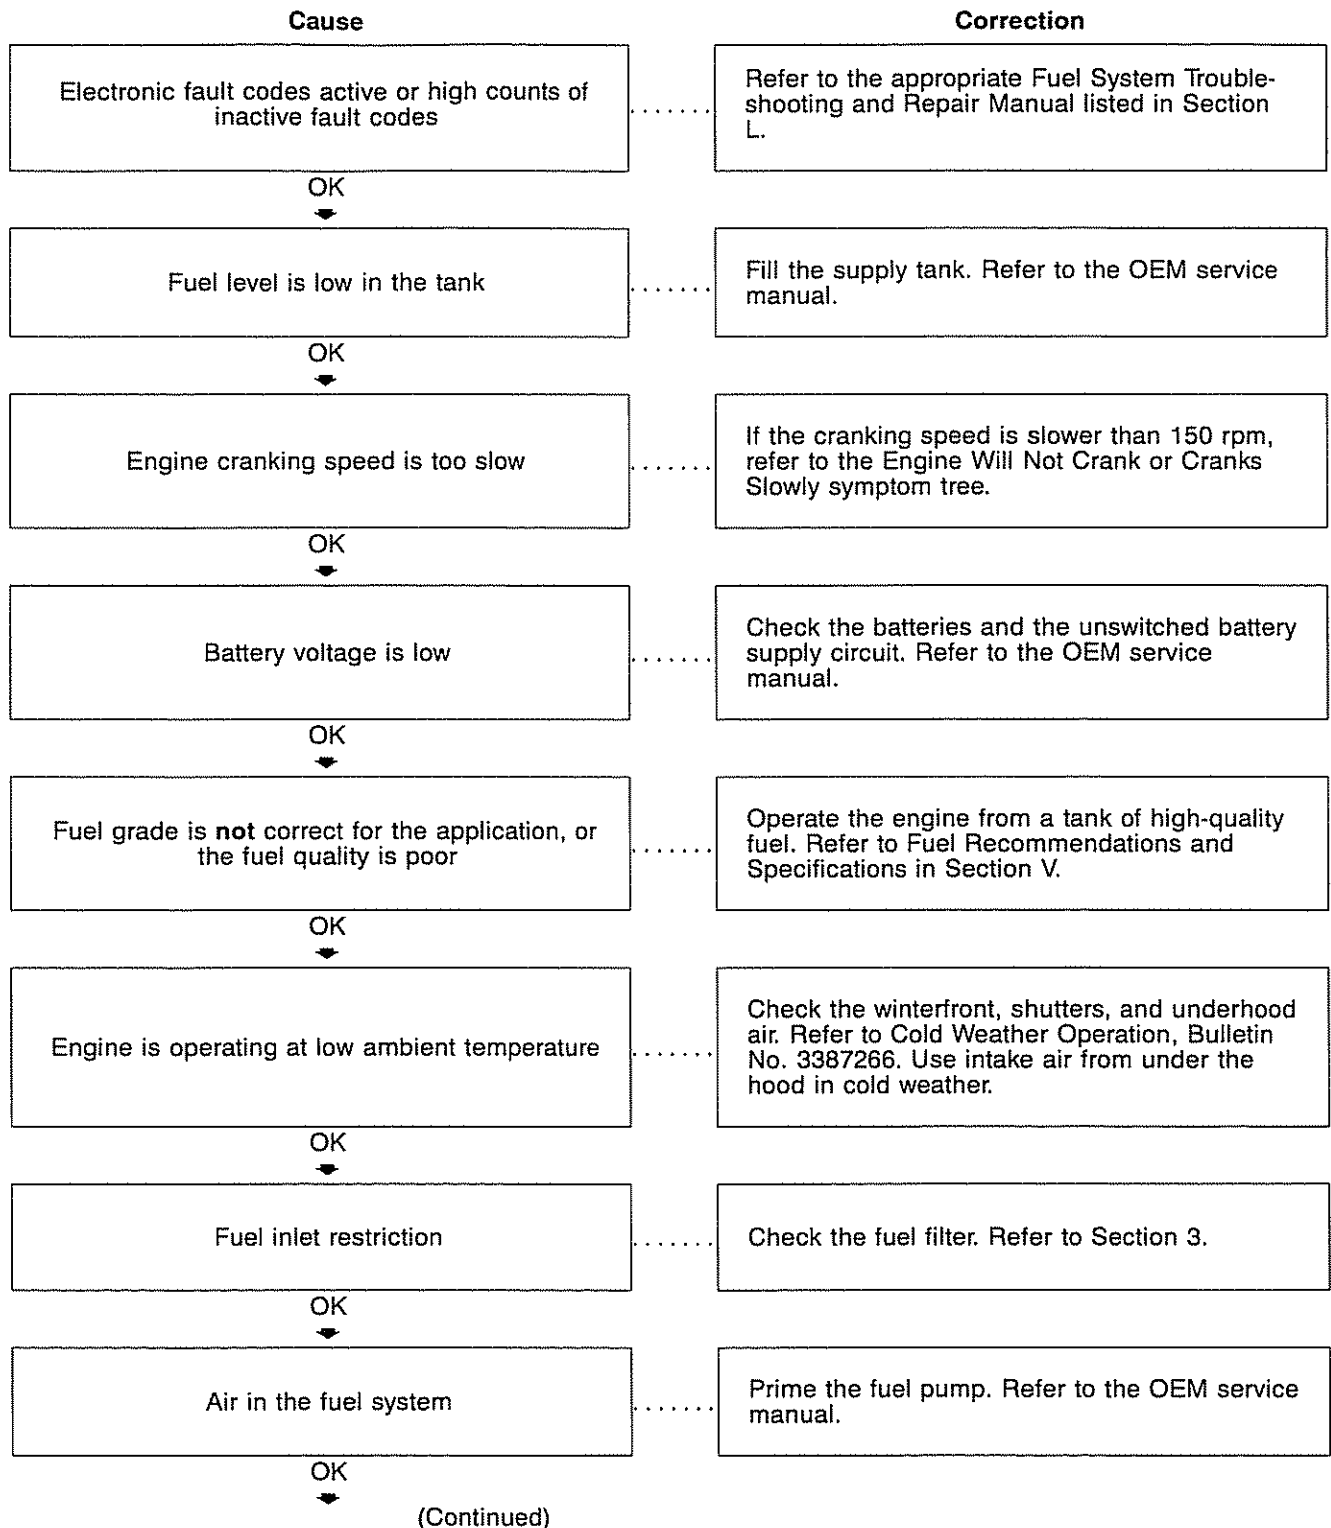 Cause
Correction
Electronic fault codes active or high counts of
inactive fault codes
Refer to the appropriate Fuel System Trouble-
shooting and Repair Manual listed in Section
L.
OK
Fuel level is low in the tank
Fill the supply tank. Refer to the OEM service
manual.
OK
Engine cranking speed is too slow
If the cranking speed is slower than 150 rpm,
refer to the Engine Will Not Crank or Cranks
Slowly symptom tree.
OK
Battery voltage is low
Check the batteries and the unswitched battery
supply circuit. Refer to the OEM service
manual.
OK
Fuel grade is not correct for the application, or
the fuel quality is poor
Operate the engine from a tank of high-quality
fuel. Refer to Fuel Recommendations and
Specifications in Section V.
OK
Engine is operating at low ambient temperature
Check the winterfront, shutters, and underhood
air. Refer to Cold Weather Operation, Bulletin
No. 3387266. Use intake air from under the
hood in cold weather.
OK
Fuel inlet restriction
Check the fuel filter. Refer to Section 3.
OK
Air in the fuel system
Prime the fuel pump. Refer to the OEM service
manual.
OK
(Continued)